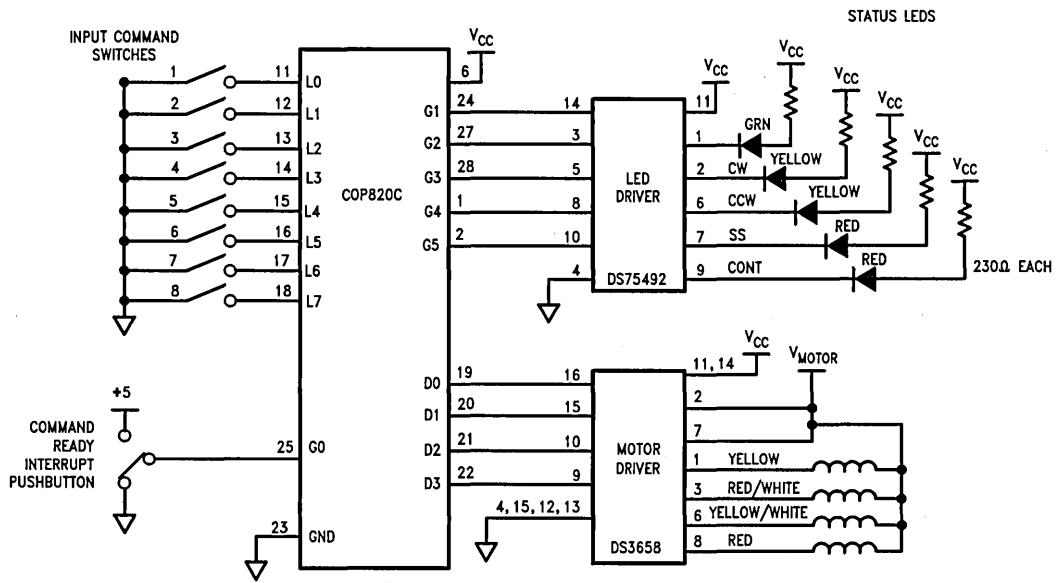 STATUS LEDS
INPUT COMMAND
SWITCHES
1 11 L0
2 12 L1
3 13 L2
4 14 L3
5 15 L4
6 16 L5
7 17 L6
8 18 L7
COP820C
VCC
6
G1 24 14
G2 27 3
G3 28 5
G4 1 8
G5 2 10
4
LED
DRIVER
DS75492
VCC
11
VCC
1 GRN
VCC
2 CW YELLOW
VCC
6 CCW YELLOW
VCC
7 SS RED
VCC
9 CONT RED
230Ω EACH
+5
COMMAND
READY
INTERRUPT
PUSHBUTTON
25 G0
23 GND
D0 19 16
D1 20 15
D2 21 10
D3 22 9
4, 15, 12, 13
MOTOR
DRIVER
DS3658
VCC
11, 14
VMOTOR
2
7
1 YELLOW
3 RED/WHITE
6 YELLOW/WHITE
8 RED